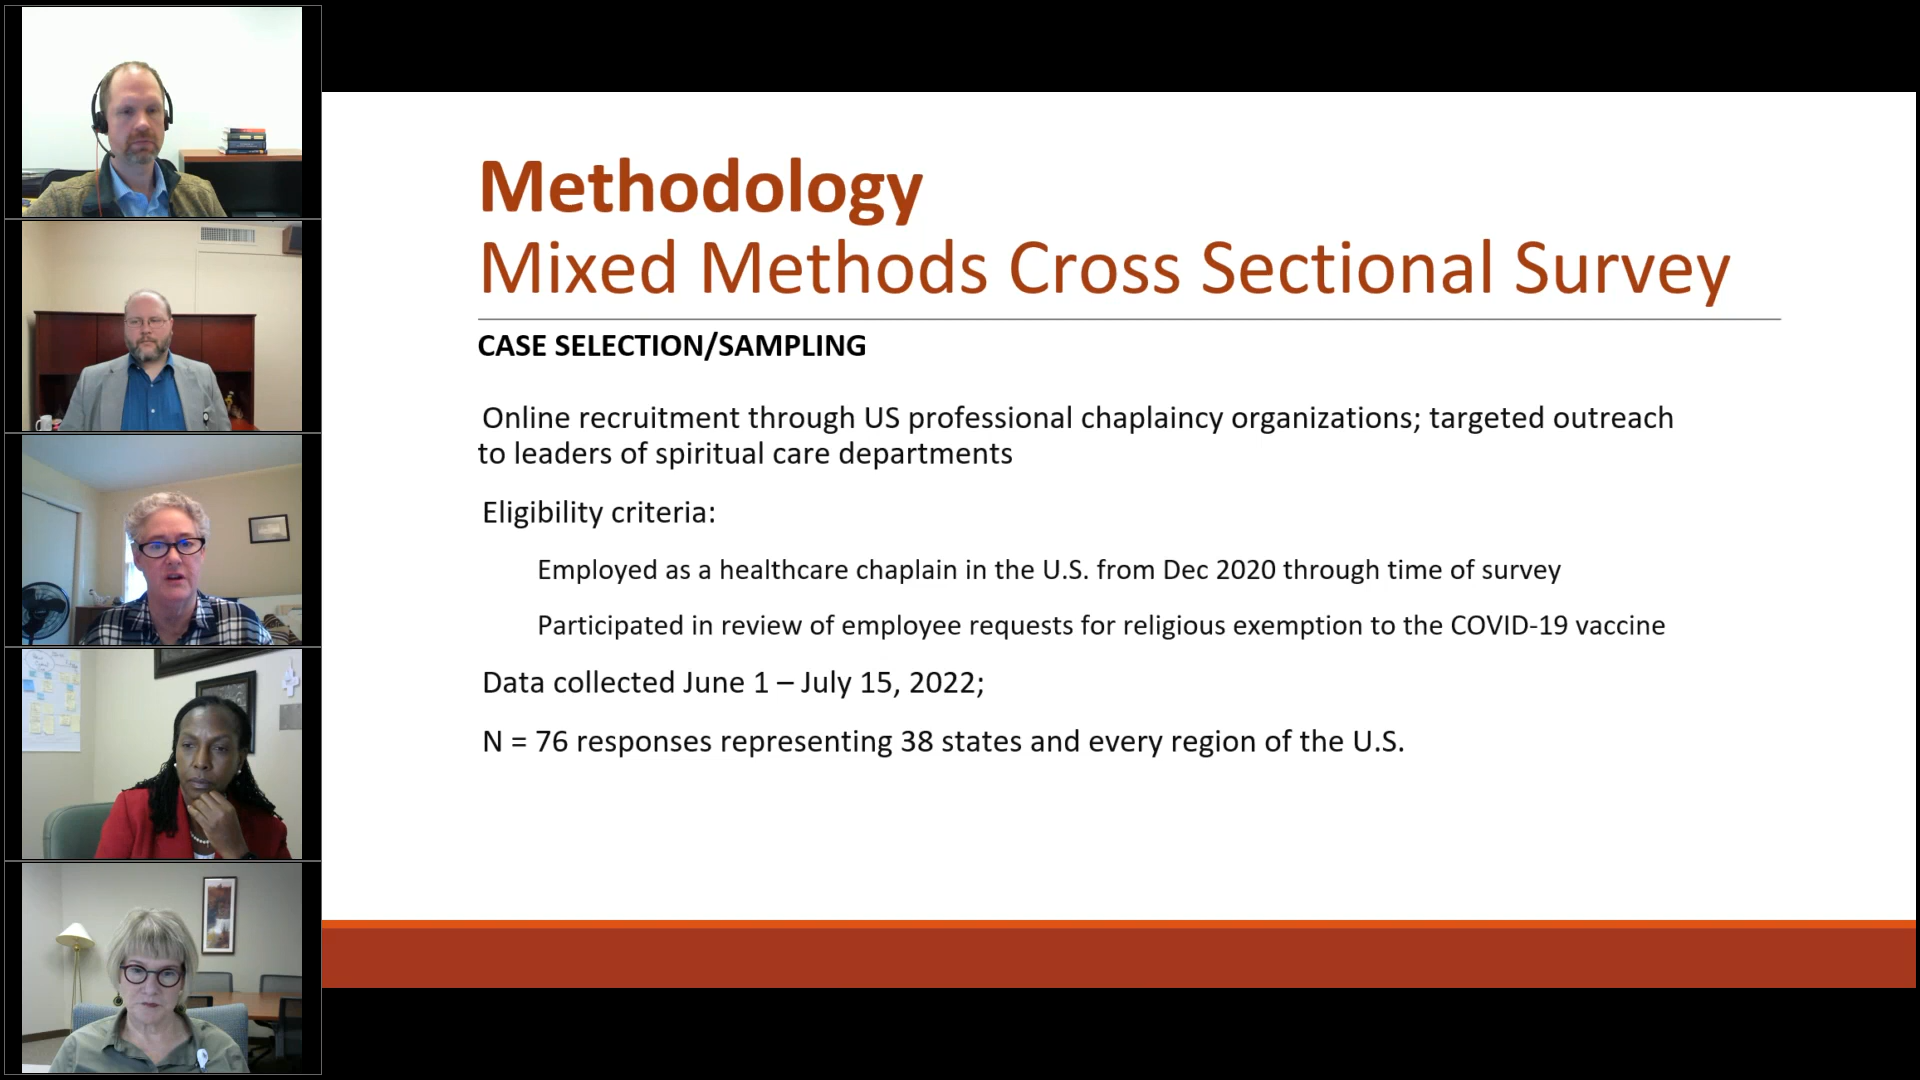 Methodology
Mixed Methods Cross Sectional Survey
CASE SELECTION/SAMPLING
Online recruitment through US professional chaplaincy organizations; targeted outreach
to leaders of spiritual care departments
Eligibility criteria:
Employed as a healthcare chaplain in the U.S. from Dec 2020 through time of survey
Participated in review of employee requests for religious exemption to the COVID-19 vaccine
Data collected June 1 – July 15, 2022;
N = 76 responses representing 38 states and every region of the U.S.